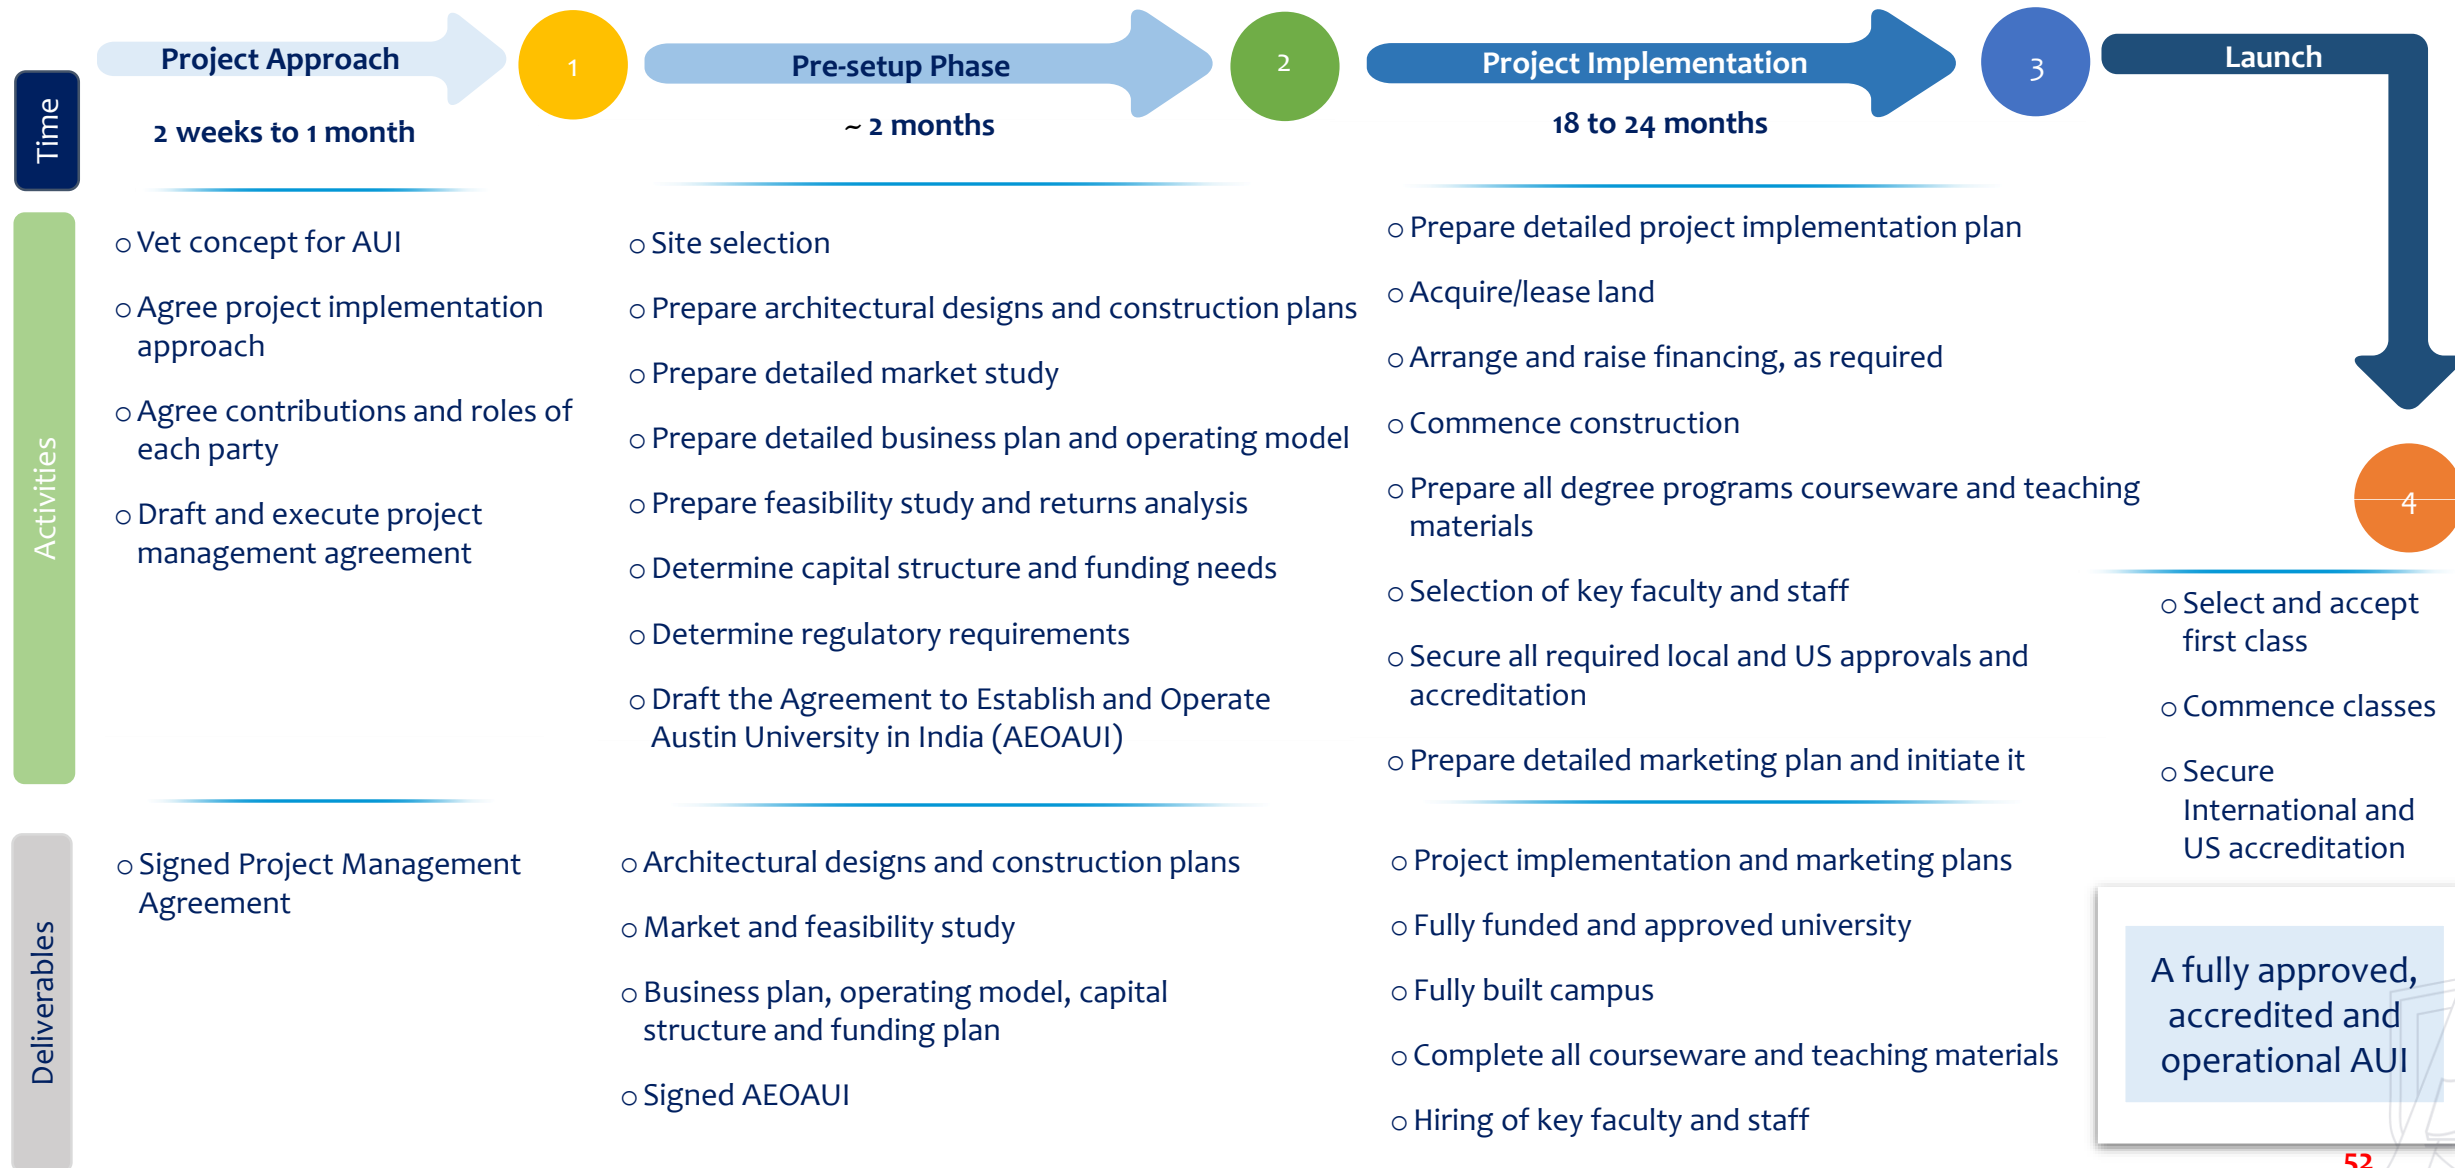 Project Approach
1
Pre-setup Phase
2
Project Implementation
3
Launch
Time
2 weeks to 1 month
~ 2 months
18 to 24 months
Activities
o Vet concept for AUI
o Agree project implementation
approach
o Agree contributions and roles of
each party
o Draft and execute project
management agreement
o Site selection
o Prepare architectural designs and construction plans
o Prepare detailed market study
o Prepare detailed business plan and operating model
o Prepare feasibility study and returns analysis
o Determine capital structure and funding needs
o Determine regulatory requirements
o Draft the Agreement to Establish and Operate
Austin University in India (AEOAUI)
o Prepare detailed project implementation plan
o Acquire/lease land
o Arrange and raise financing, as required
o Commence construction
o Prepare all degree programs courseware and teaching
materials
o Selection of key faculty and staff
o Secure all required local and US approvals and
accreditation
o Prepare detailed marketing plan and initiate it
4
o Select and accept
first class
o Commence classes
o Secure
International and
US accreditation
Deliverables
o Signed Project Management
Agreement
o Architectural designs and construction plans
o Market and feasibility study
o Business plan, operating model, capital
structure and funding plan
o Signed AEOAUI
o Project implementation and marketing plans
o Fully funded and approved university
o Fully built campus
o Complete all courseware and teaching materials
o Hiring of key faculty and staff
A fully approved,
accredited and
operational AUI
52